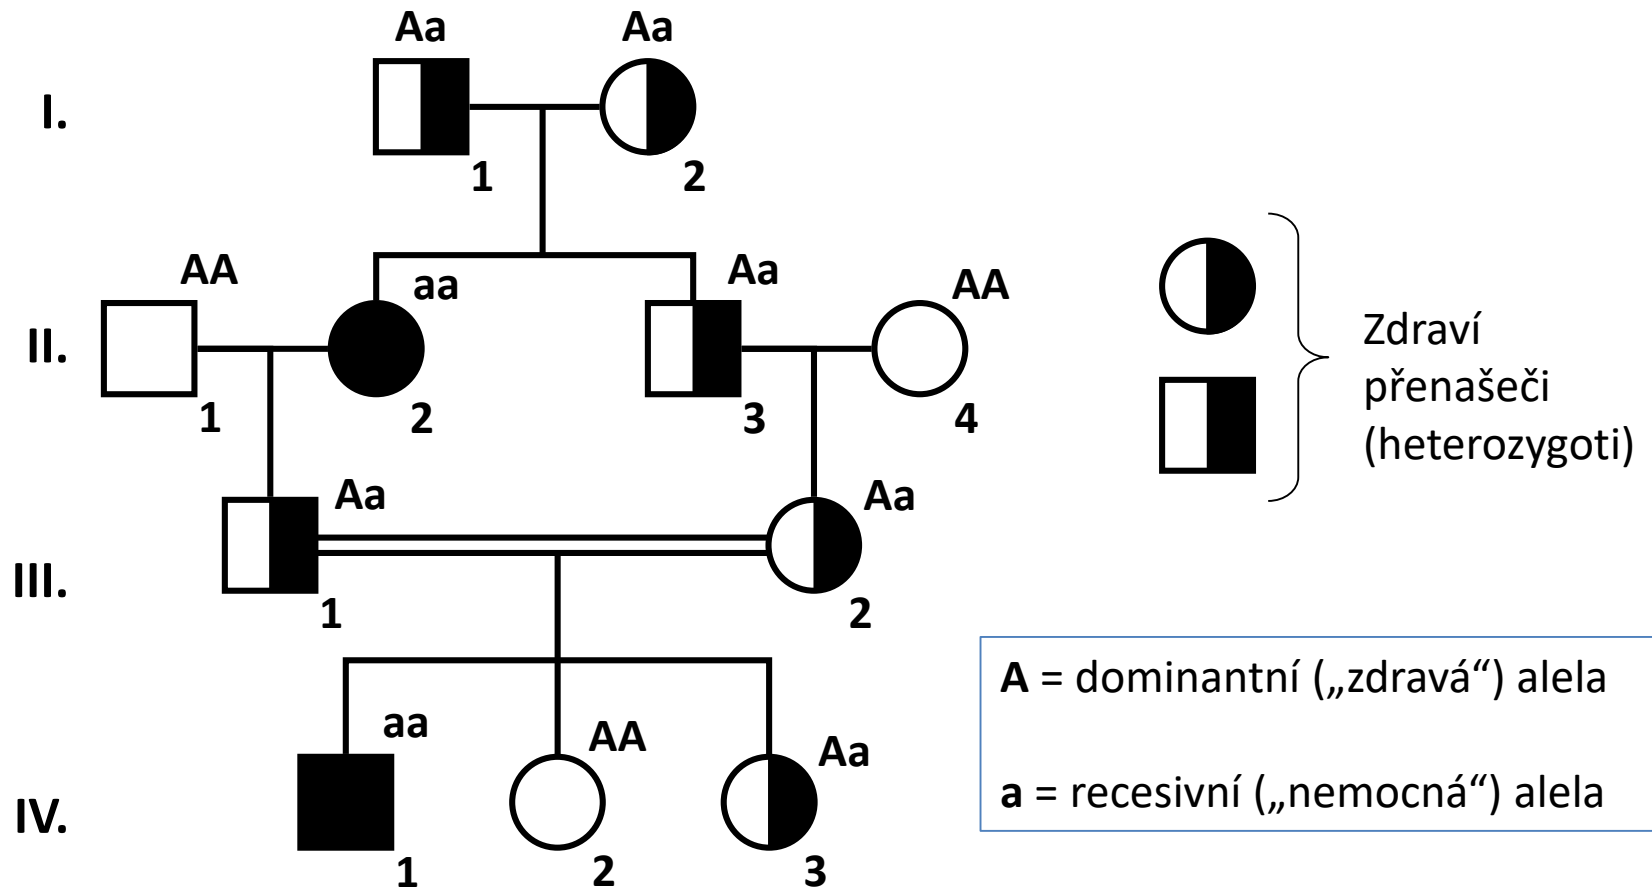 Aa Aa
I.
1 2
AA aa Aa AA
II.
1 2 3 4
Zdraví
přenašeči
(heterozygoti)
Aa Aa
III.
1 2
A = dominantní („zdravá“) alela
aa AA Aa
a = recesivní („nemocná“) alela
IV.
1 2 3